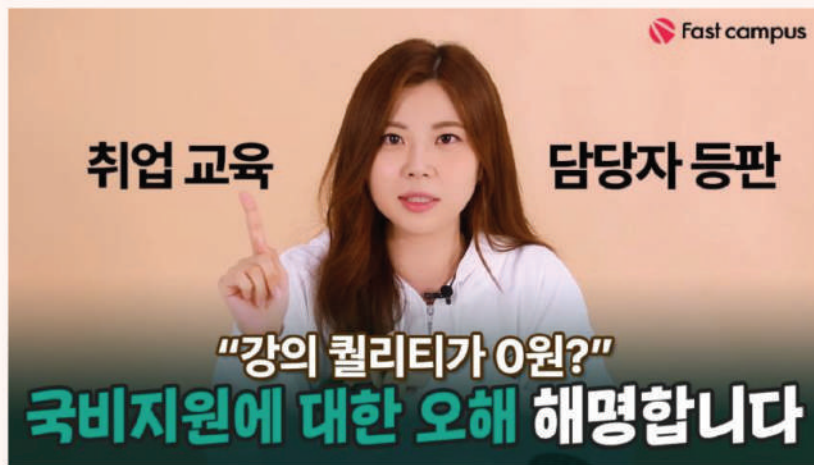 Fast campus
취업 교육
담당자 등판
“강의 퀄리티가 0원?”
국비지원에 대한 오해 해명합니다